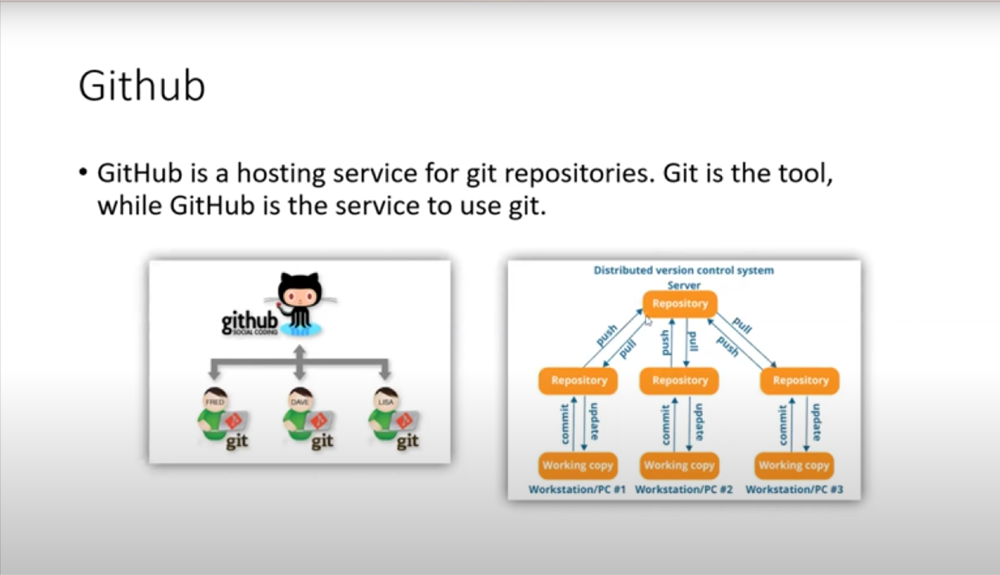 Github
• GitHub is a hosting service for git repositories. Git is the tool,
while GitHub is the service to use git.
github
SOCIAL CODING
FRED
DAVE
LISA
git
git
git
Distributed version control system
Server
Repository
push
pull
push
pull
push
pull
Repository
Repository
Repository
commit
update
commit
update
commit
update
Working copy
Working copy
Working copy
Workstation/PC #1
Workstation/PC #2
Workstation/PC #3